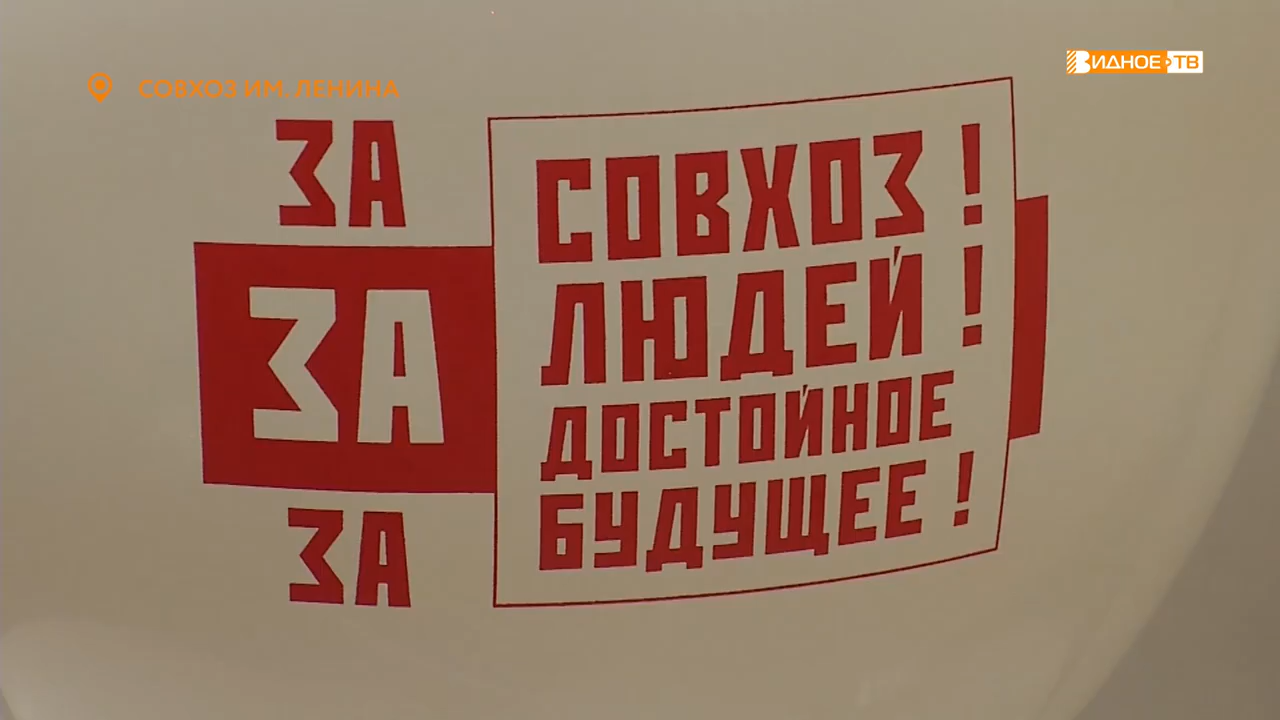 СОВХОЗ ИМ. ЛЕНИНА
ВИДНОЕ ТВ
ЗА СОВХОЗ !
ЗА ЛЮДЕЙ !
ЗА ДОСТОЙНОЕ
БУДУЩЕЕ !